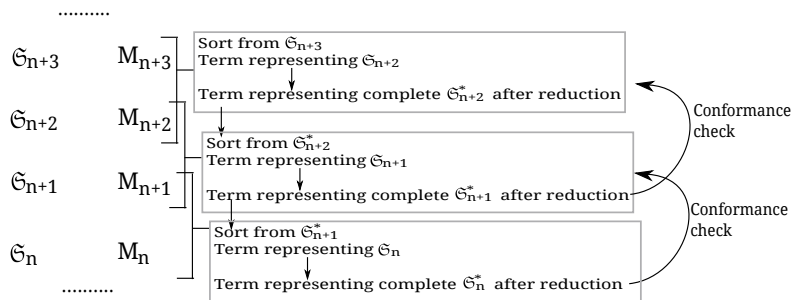 ..........
𝔖n+3 Mn+3
𝔖n+2 Mn+2
𝔖n+1 Mn+1
𝔖n Mn
..........
Sort from 𝔖n+3
Term representing 𝔖n+2
Term representing complete 𝔖*n+2 after reduction
Sort from 𝔖*n+2
Term representing 𝔖n+1
Term representing complete 𝔖*n+1 after reduction
Sort from 𝔖*n+1
Term representing 𝔖n
Term representing complete 𝔖*n after reduction
Conformance
check
Conformance
check